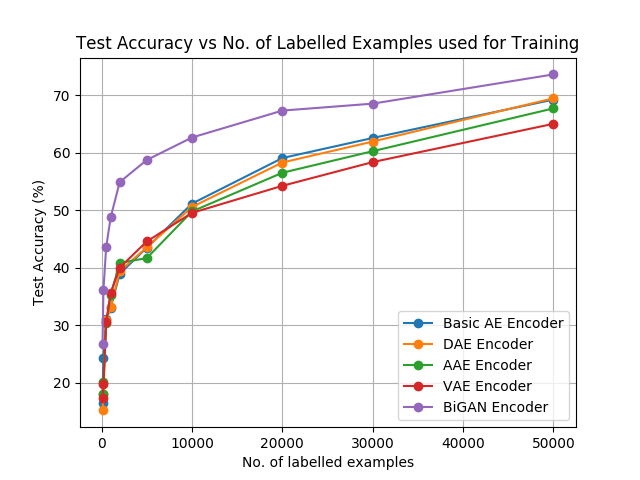 Test Accuracy vs No. of Labelled Examples used for Training
Test Accuracy (%)
70
60
50
40
30
20
0
10000
20000
30000
40000
50000
No. of labelled examples
Basic AE Encoder
DAE Encoder
AAE Encoder
VAE Encoder
BiGAN Encoder